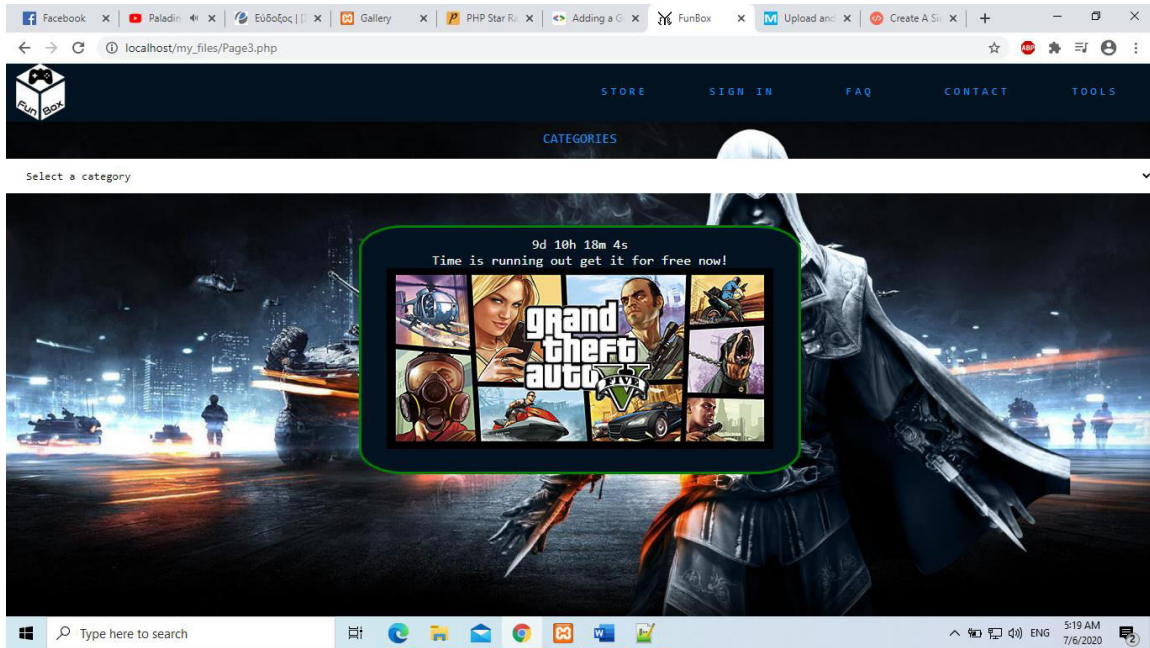 Facebook
Paladin
Εύδοξος | Π
Gallery
PHP Star Ra
Adding a G
FunBox
Upload and
Create A Si
localhost/my_files/Page3.php
ABP
Fun Box
STORE
SIGN IN
FAQ
CONTACT
TOOLS
CATEGORIES
Select a category
9d 10h 18m 4s
Time is running out get it for free now!
grand
theft
auto
FIVE
Type here to search
ENG
5:19 AM
7/6/2020
2